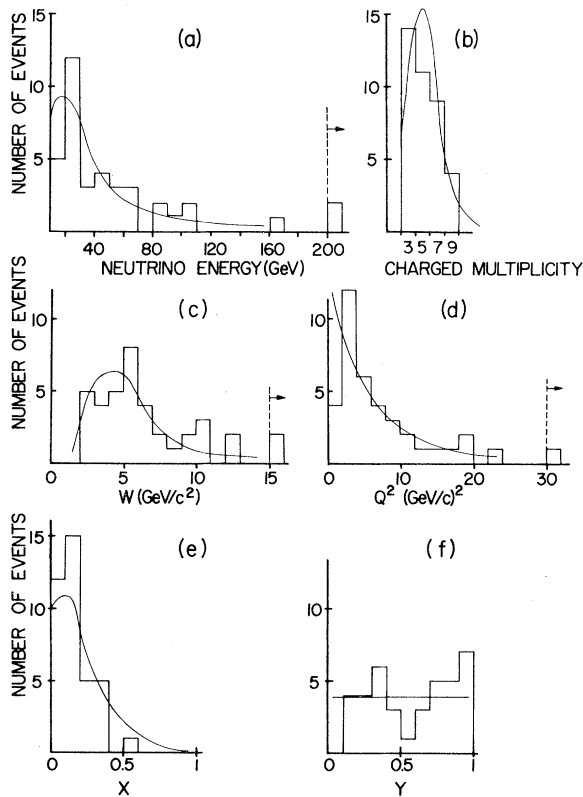 (a)
NUMBER OF EVENTS
15
10
5
40 80 120 160 200
NEUTRINO ENERGY(GeV)
(b)
15
10
5
3 5 7 9
CHARGED MULTIPLICITY
(c)
NUMBER OF EVENTS
10
5
0 5 10 15
W (GeV/c²)
(d)
10
5
0 10 20 30
Q² (GeV/c)²
(e)
NUMBER OF EVENTS
15
10
5
0 0.5 1
X
(f)
10
5
0 0.5 1
Y